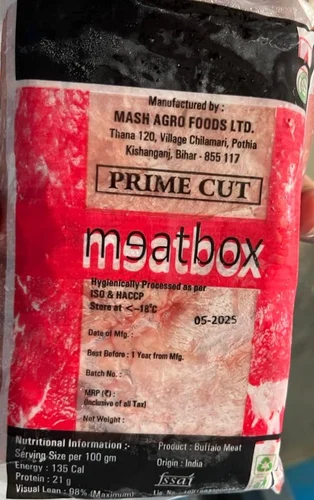 Manufactured by :
MASH AGRO FOODS LTD.
Thana 120, Village Chilamari, Pothia
Kishanganj, Bihar - 855 117
PRIME CUT
meatbox
Hygienically Processed as per
ISO & HACCP
Store at <-18°C
05-2025
Date of Mfg. :
Best Before : 1 Year from Mfg.
Batch No. :
MRP (₹) :
(Inclusive of all Tax)
Net Weight :
Nutritional Information :-
Serving Size per 100 gm
Energy : 135 Cal
Protein : 21 g
Visual Lean : 98% (Maximum)
Product : Buffalo Meat
Origin : India
fssai
Lic. No.